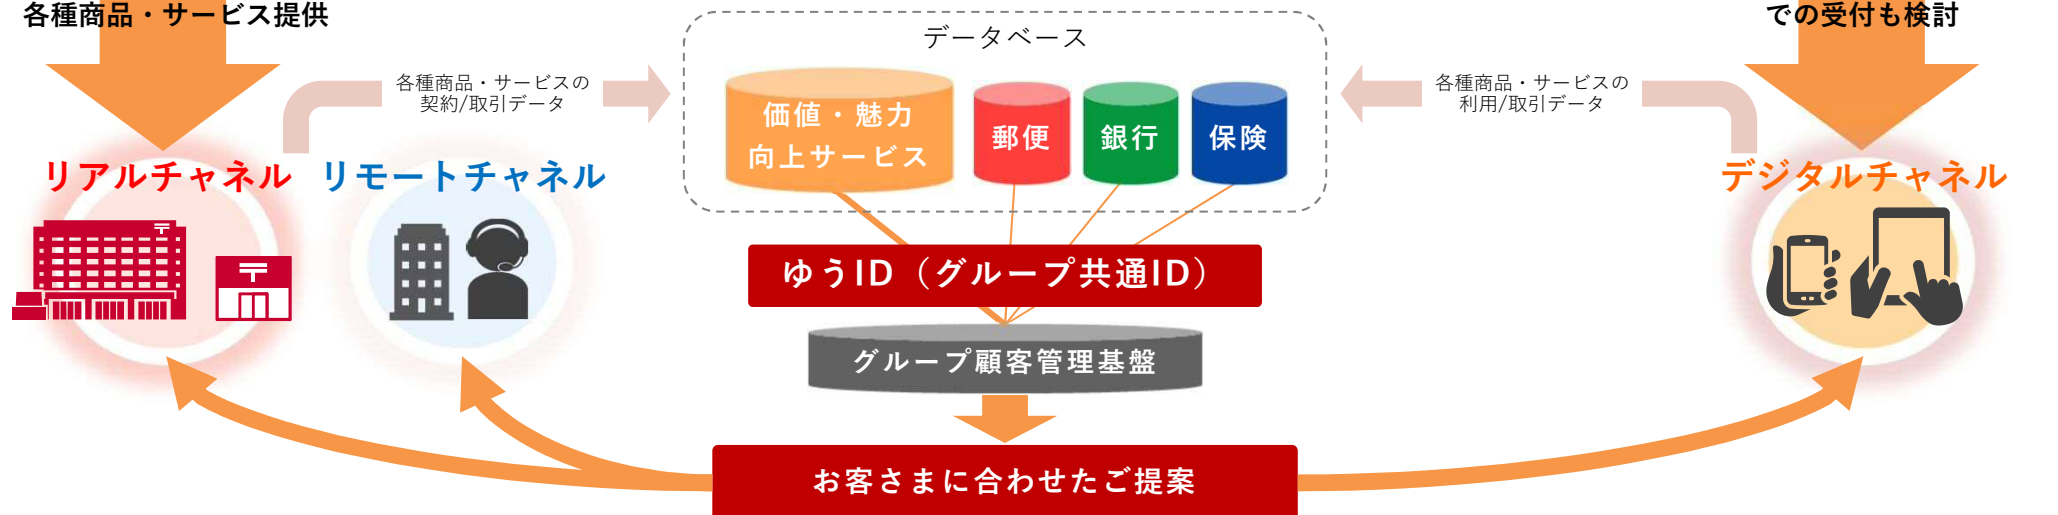 各種商品・サービス提供
での受付も検討
データベース
各種商品・サービスの
契約/取引データ
各種商品・サービスの
利用/取引データ
価値・魅力
向上サービス
郵便
銀行
保険
リアルチャネル
リモートチャネル
デジタルチャネル
ゆうID（グループ共通ID）
グループ顧客管理基盤
お客さまに合わせたご提案